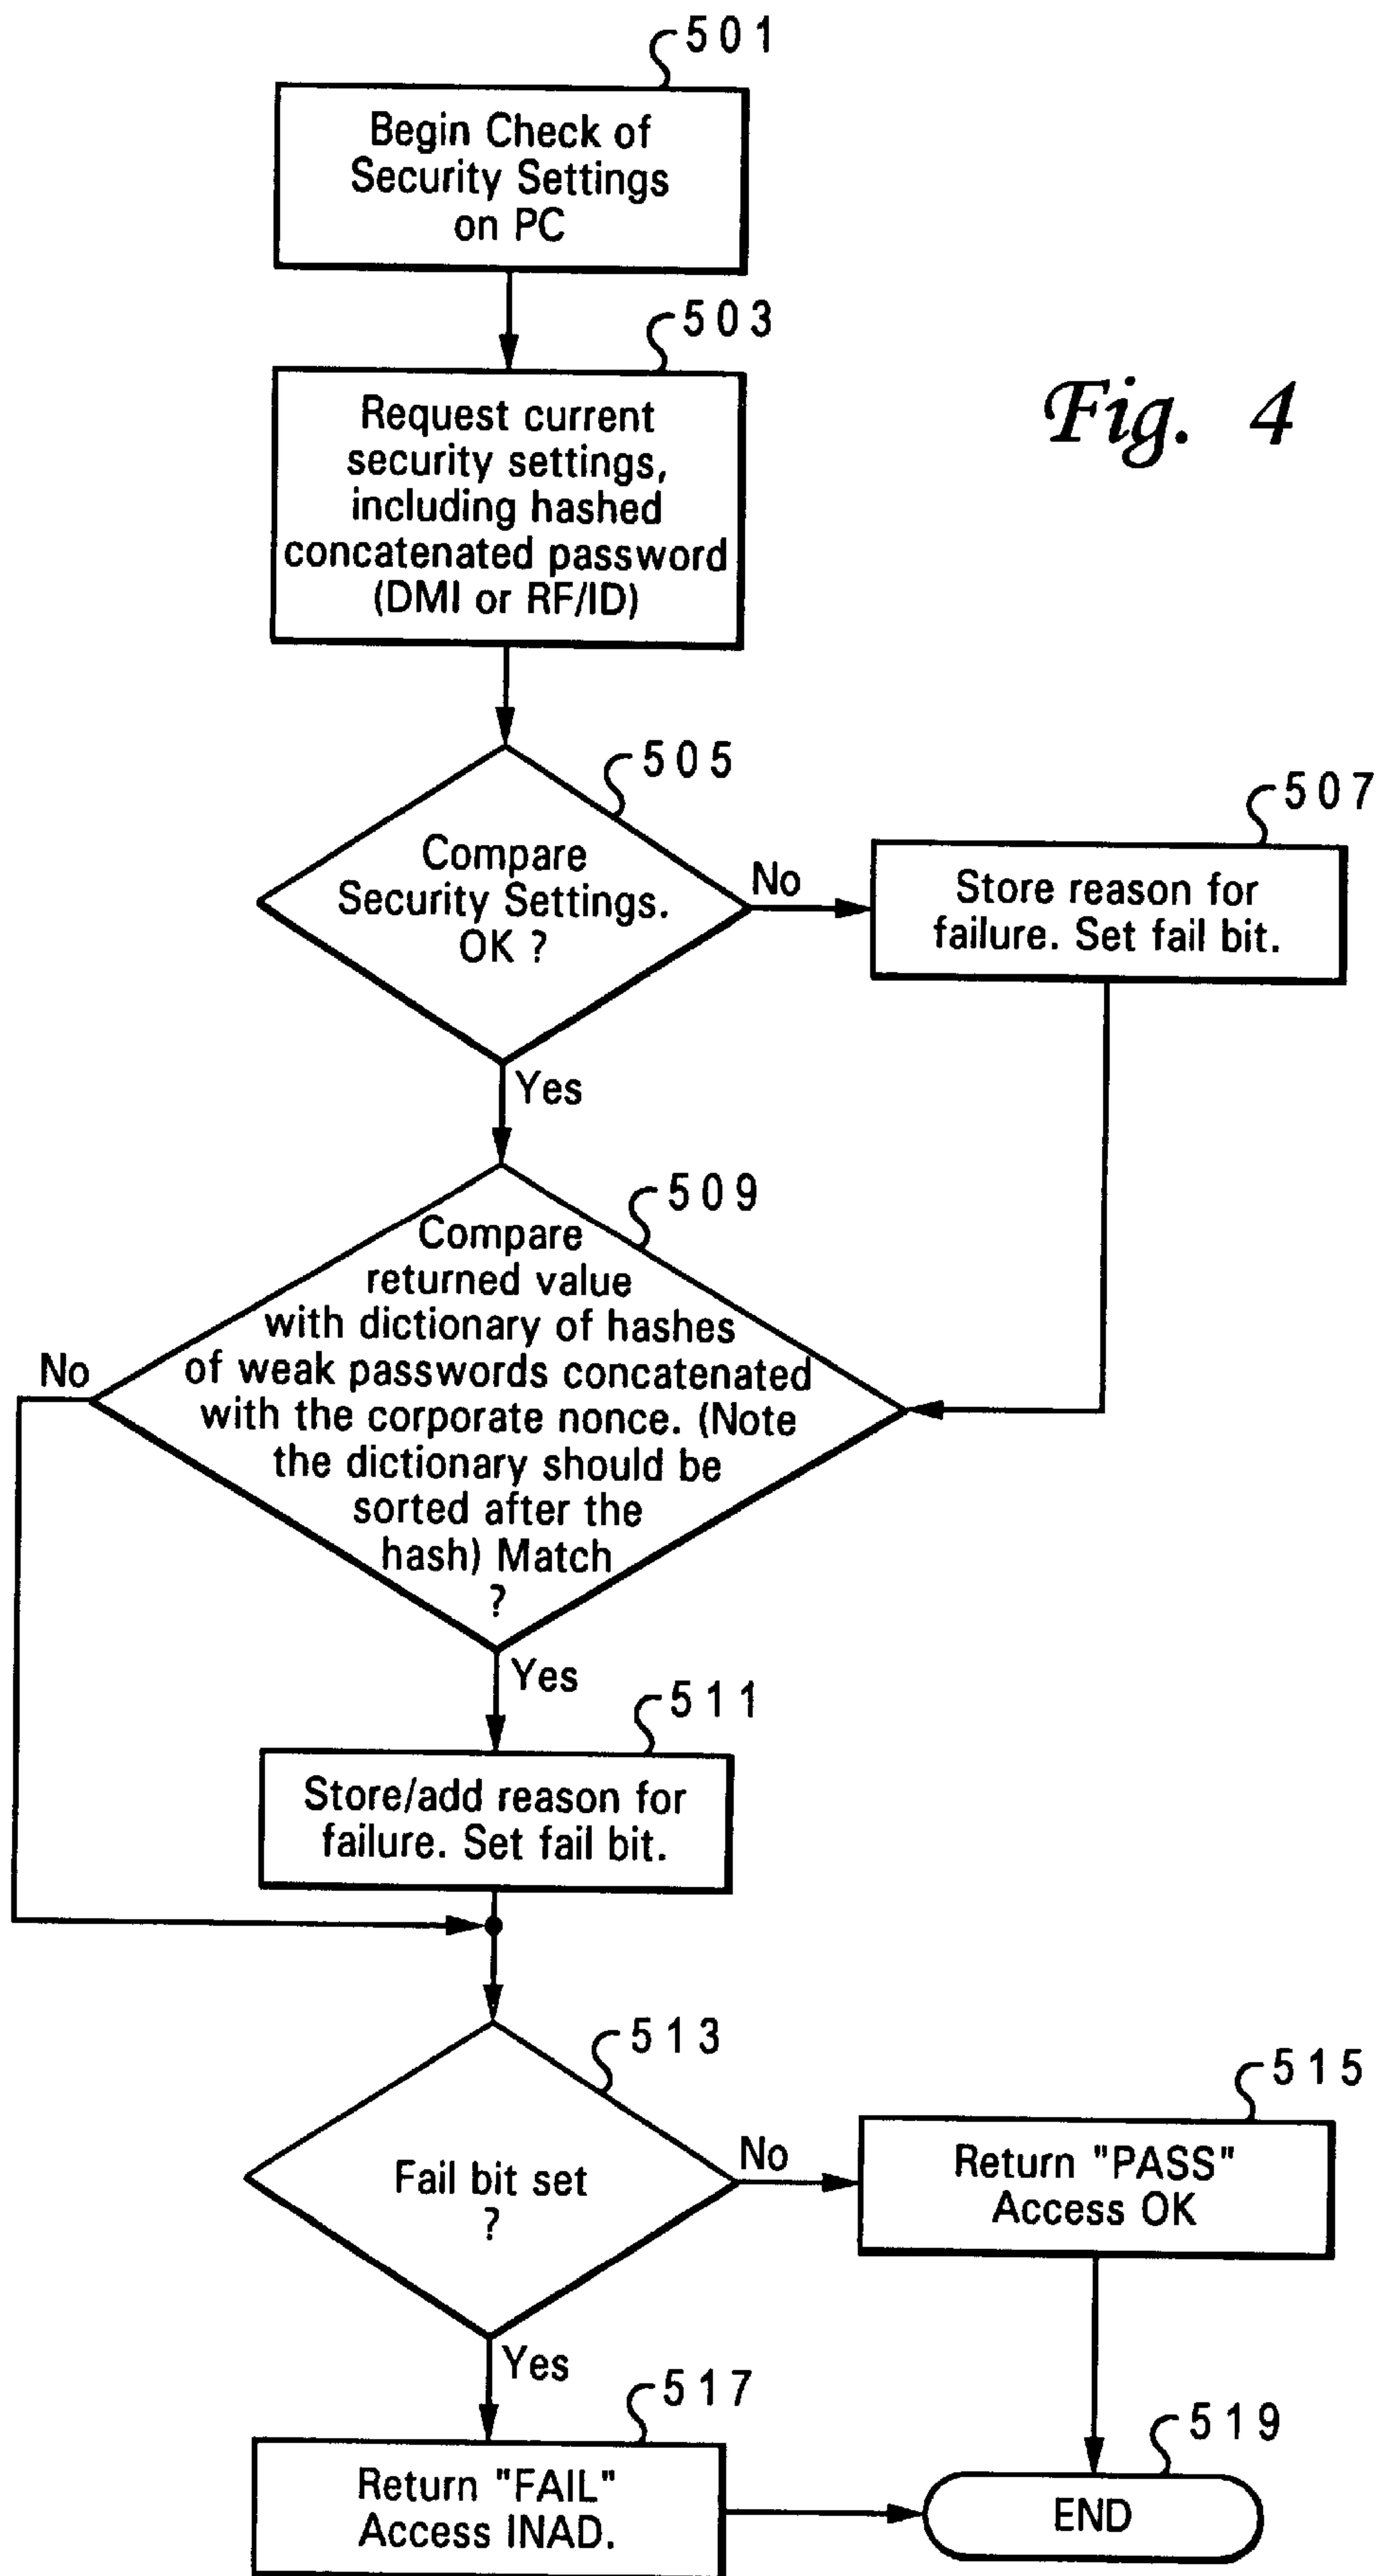 501
Begin Check of
Security Settings
on PC
503
Request current
security settings,
including hashed
concatenated password
(DMI or RF/ID)
Fig. 4
505
Compare
Security Settings.
OK ?
No
507
Store reason for
failure. Set fail bit.
Yes
509
Compare
returned value
with dictionary of hashes
of weak passwords concatenated
with the corporate nonce. (Note
the dictionary should be
sorted after the
hash) Match
?
No
Yes
511
Store/add reason for
failure. Set fail bit.
513
Fail bit set
?
No
515
Return "PASS"
Access OK
Yes
517
Return "FAIL"
Access INAD.
519
END